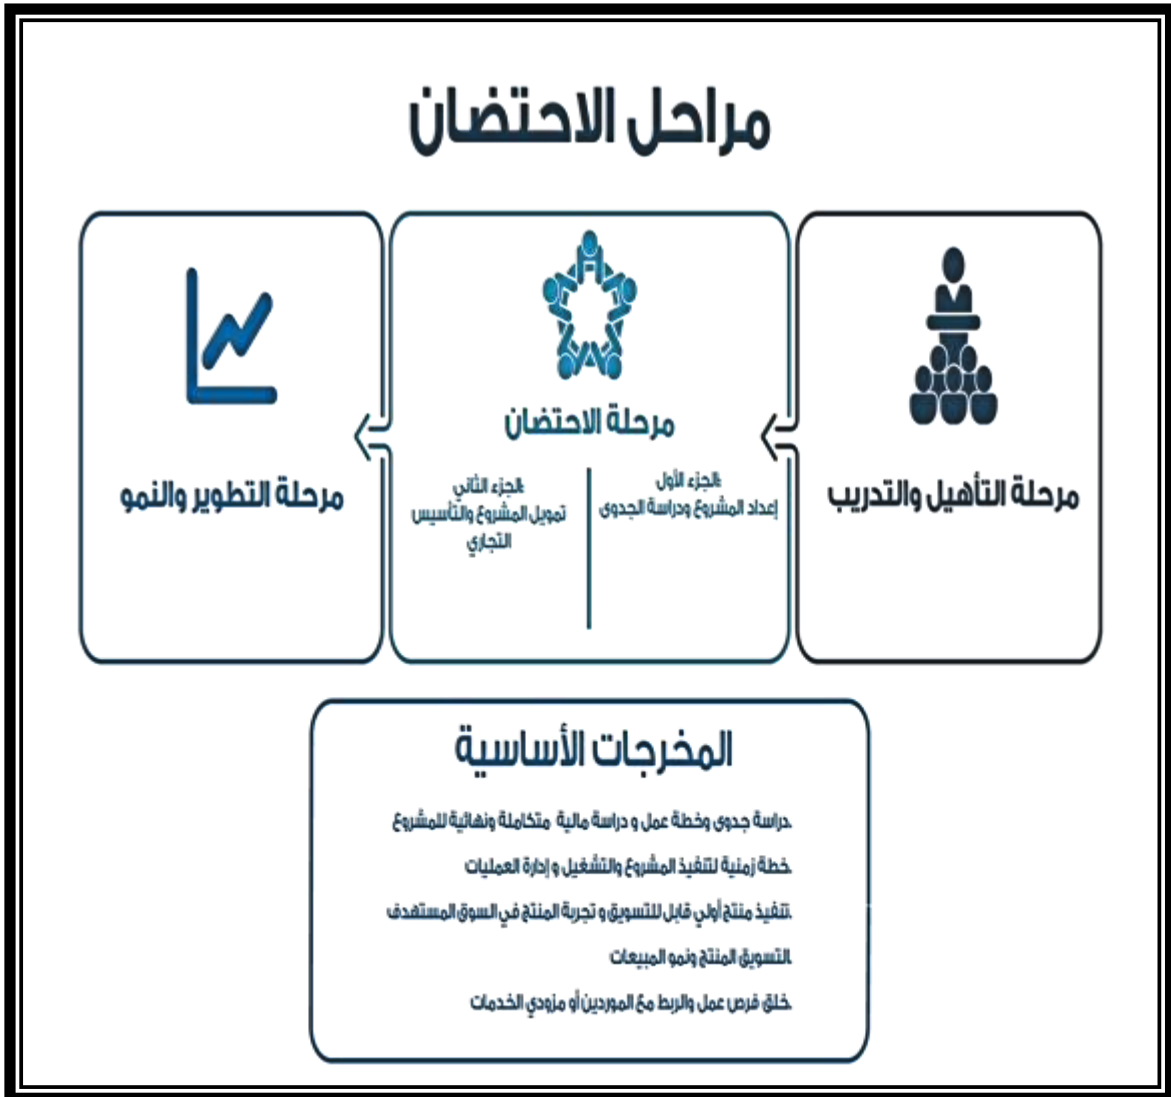 مراحل الاحتضان
مرحلة التأهيل والتدريب
مرحلة الاحتضان
الجزء الأول:
إعداد المشروع ودراسة الجدوى
الجزء الثاني:
تمويل المشروع والتأسيس
التجاري
مرحلة التطوير والنمو
المخرجات الأساسية
.دراسة جدوى وخطة عمل و دراسة مالية متكاملة ونهائية للمشروع
.خطة زمنية لتنفيذ المشروع والتشغيل و إدارة العمليات
.تنفيذ منتج أولي قابل للتسويق و تجربة المنتج في السوق المستهدف
.التسويق المنتج ونمو المبيعات
.خلق فرص عمل والربط مع الموردين أو مزودي الخدمات